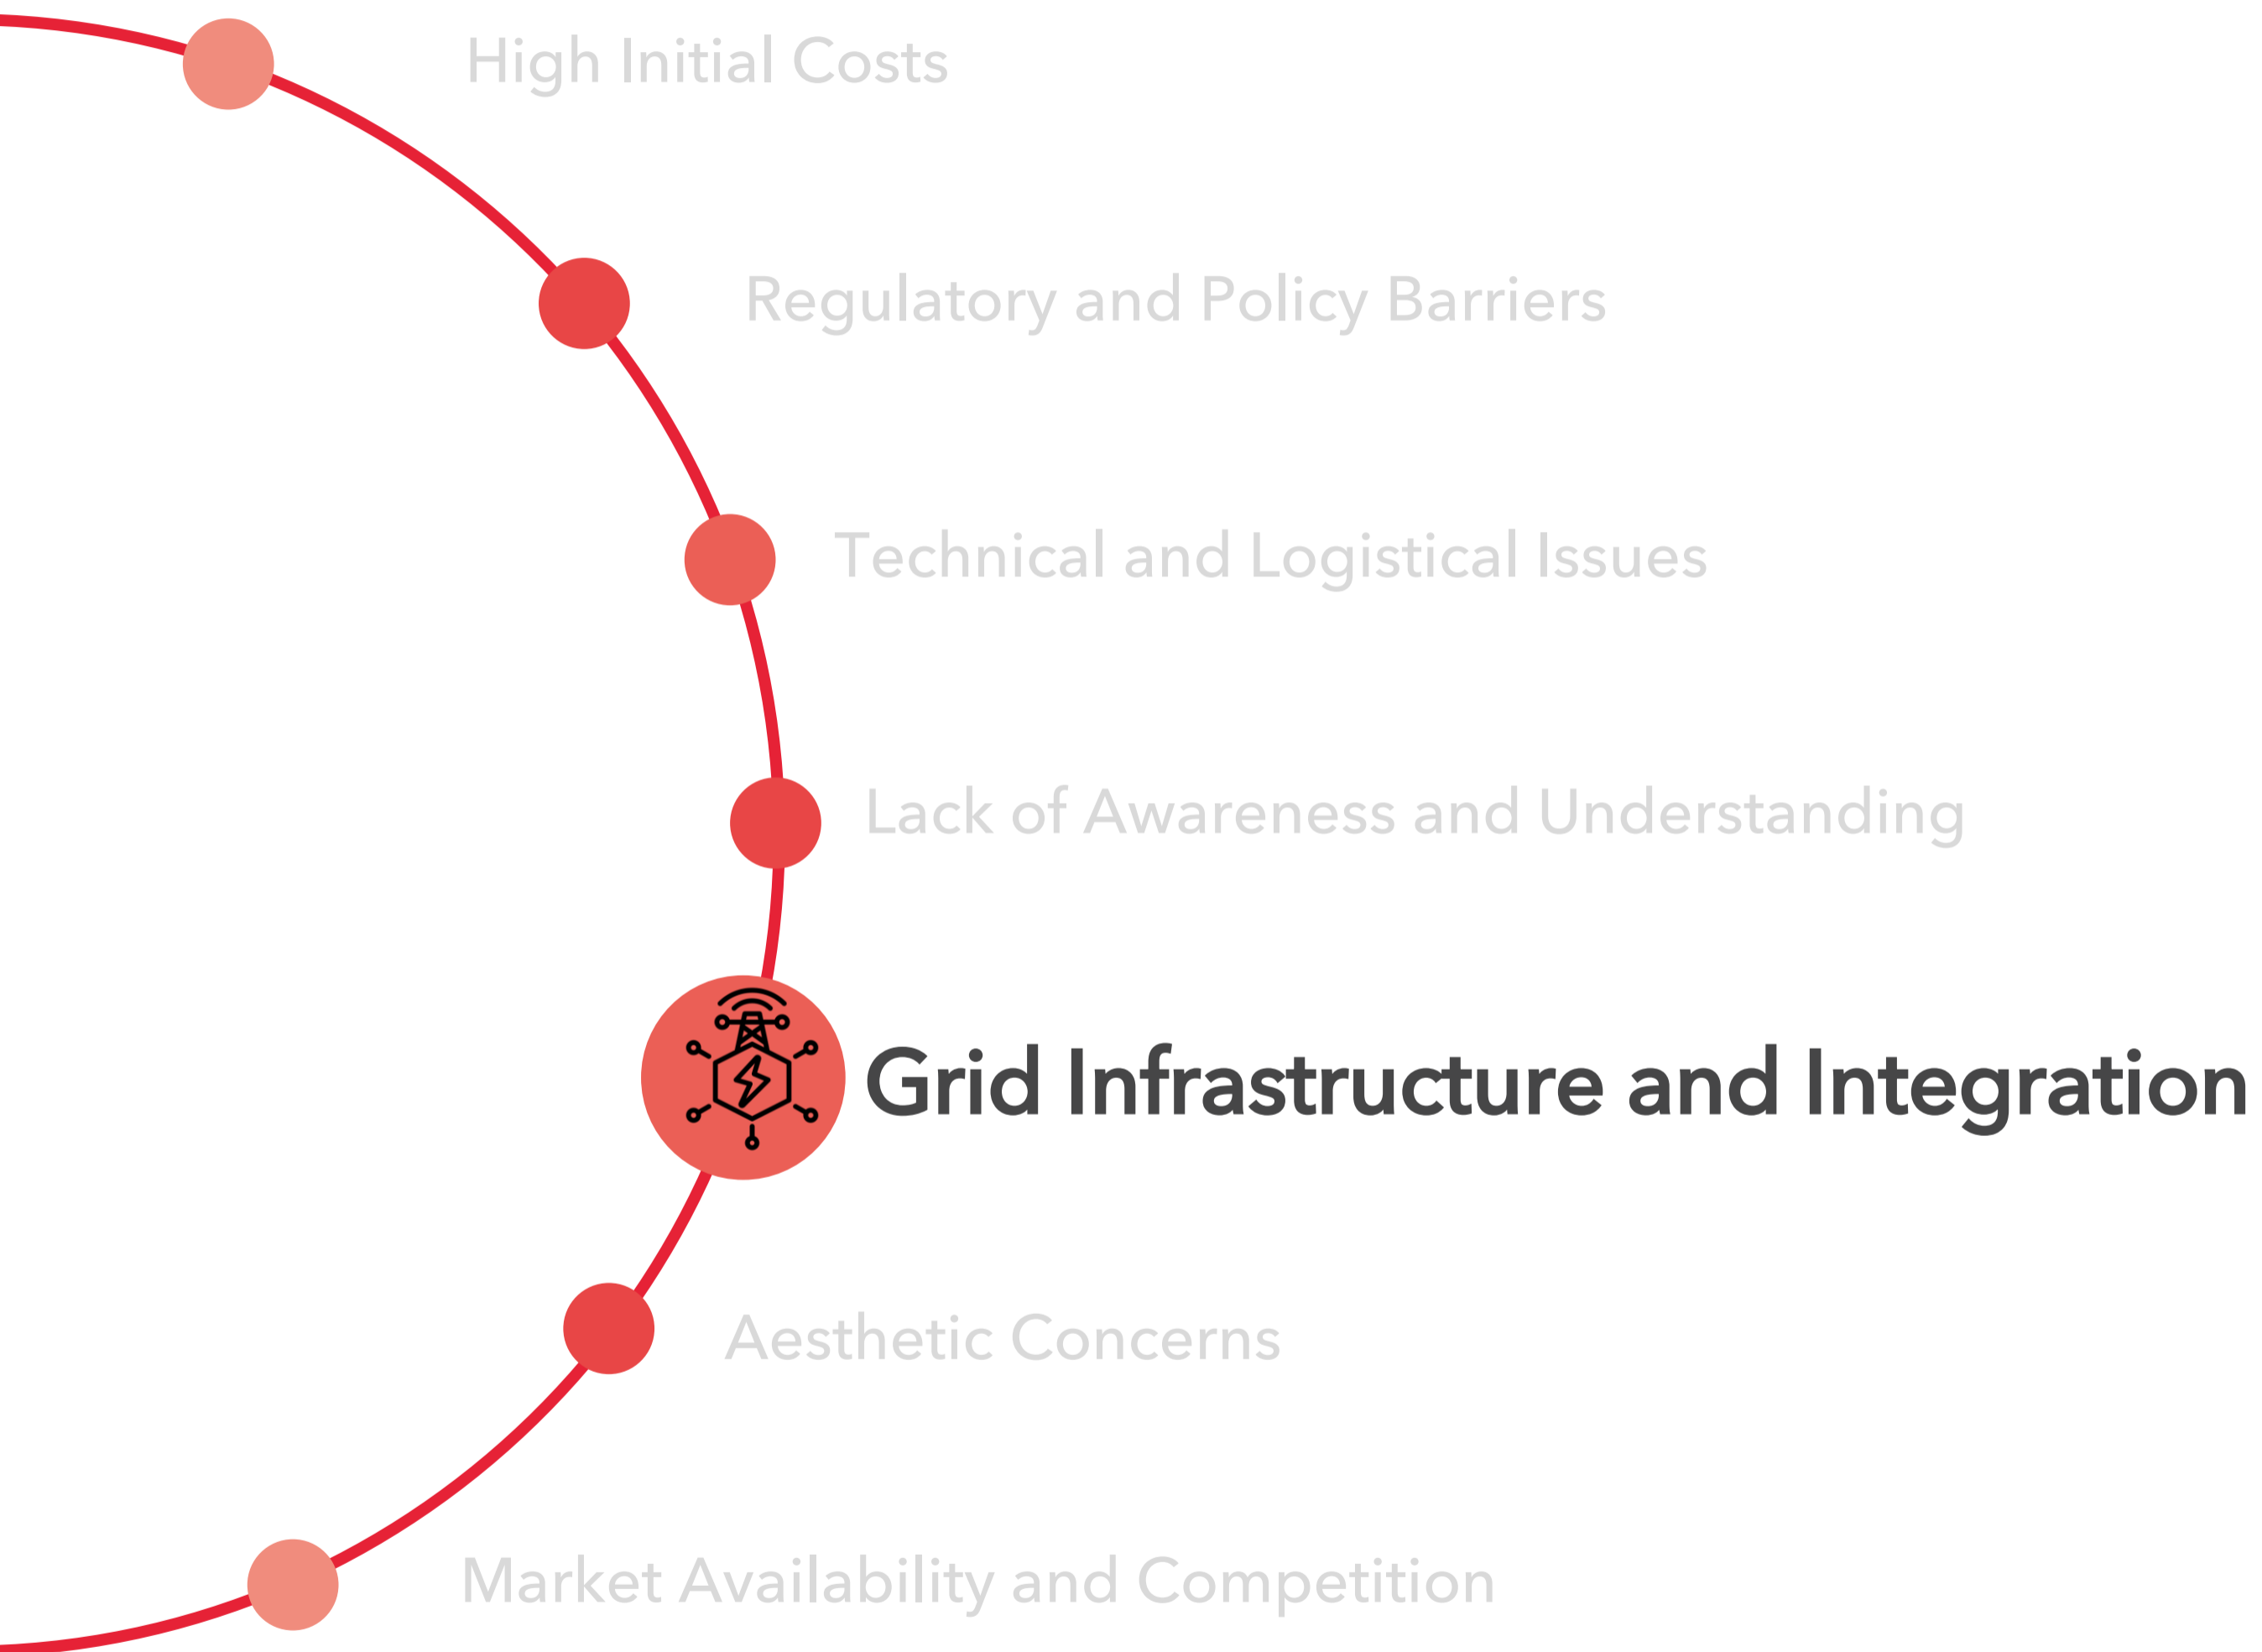 High Initial Costs
Regulatory and Policy Barriers
Technical and Logistical Issues
Lack of Awareness and Understanding
Grid Infrastructure and Integration
Aesthetic Concerns
Market Availability and Competition